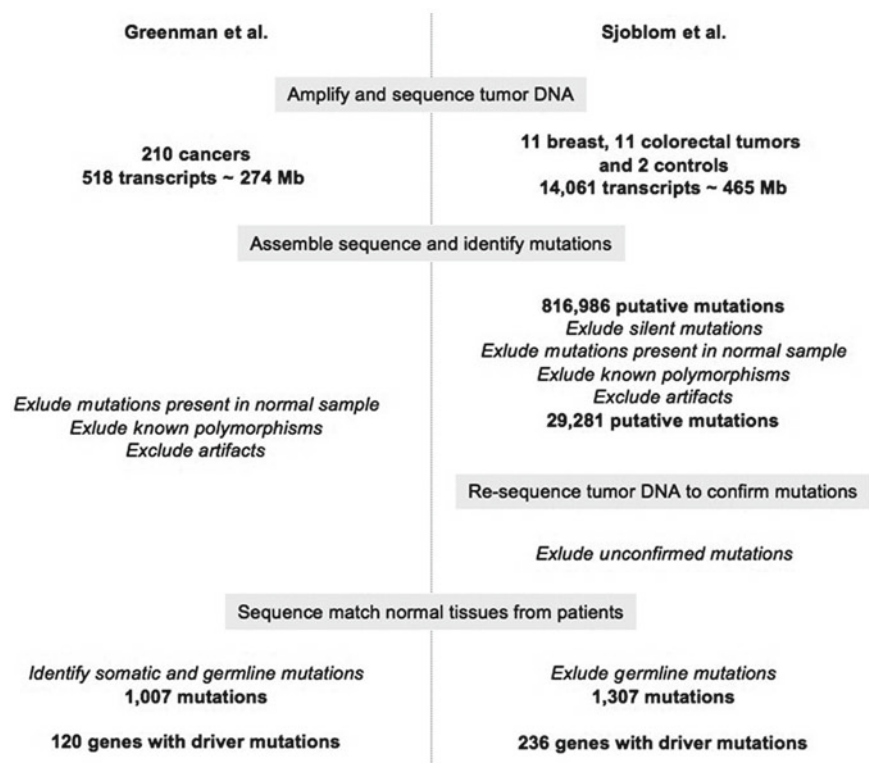 Greenman et al.
Sjoblom et al.
Amplify and sequence tumor DNA
210 cancers
518 transcripts ~ 274 Mb
11 breast, 11 colorectal tumors
and 2 controls
14,061 transcripts ~ 465 Mb
Assemble sequence and identify mutations
Exlude mutations present in normal sample
Exlude known polymorphisms
Exclude artifacts
816,986 putative mutations
Exlude silent mutations
Exlude mutations present in normal sample
Exlude known polymorphisms
Exclude artifacts
29,281 putative mutations
Re-sequence tumor DNA to confirm mutations
Exlude unconfirmed mutations
Sequence match normal tissues from patients
Identify somatic and germline mutations
1,007 mutations
120 genes with driver mutations
Exlude germline mutations
1,307 mutations
236 genes with driver mutations